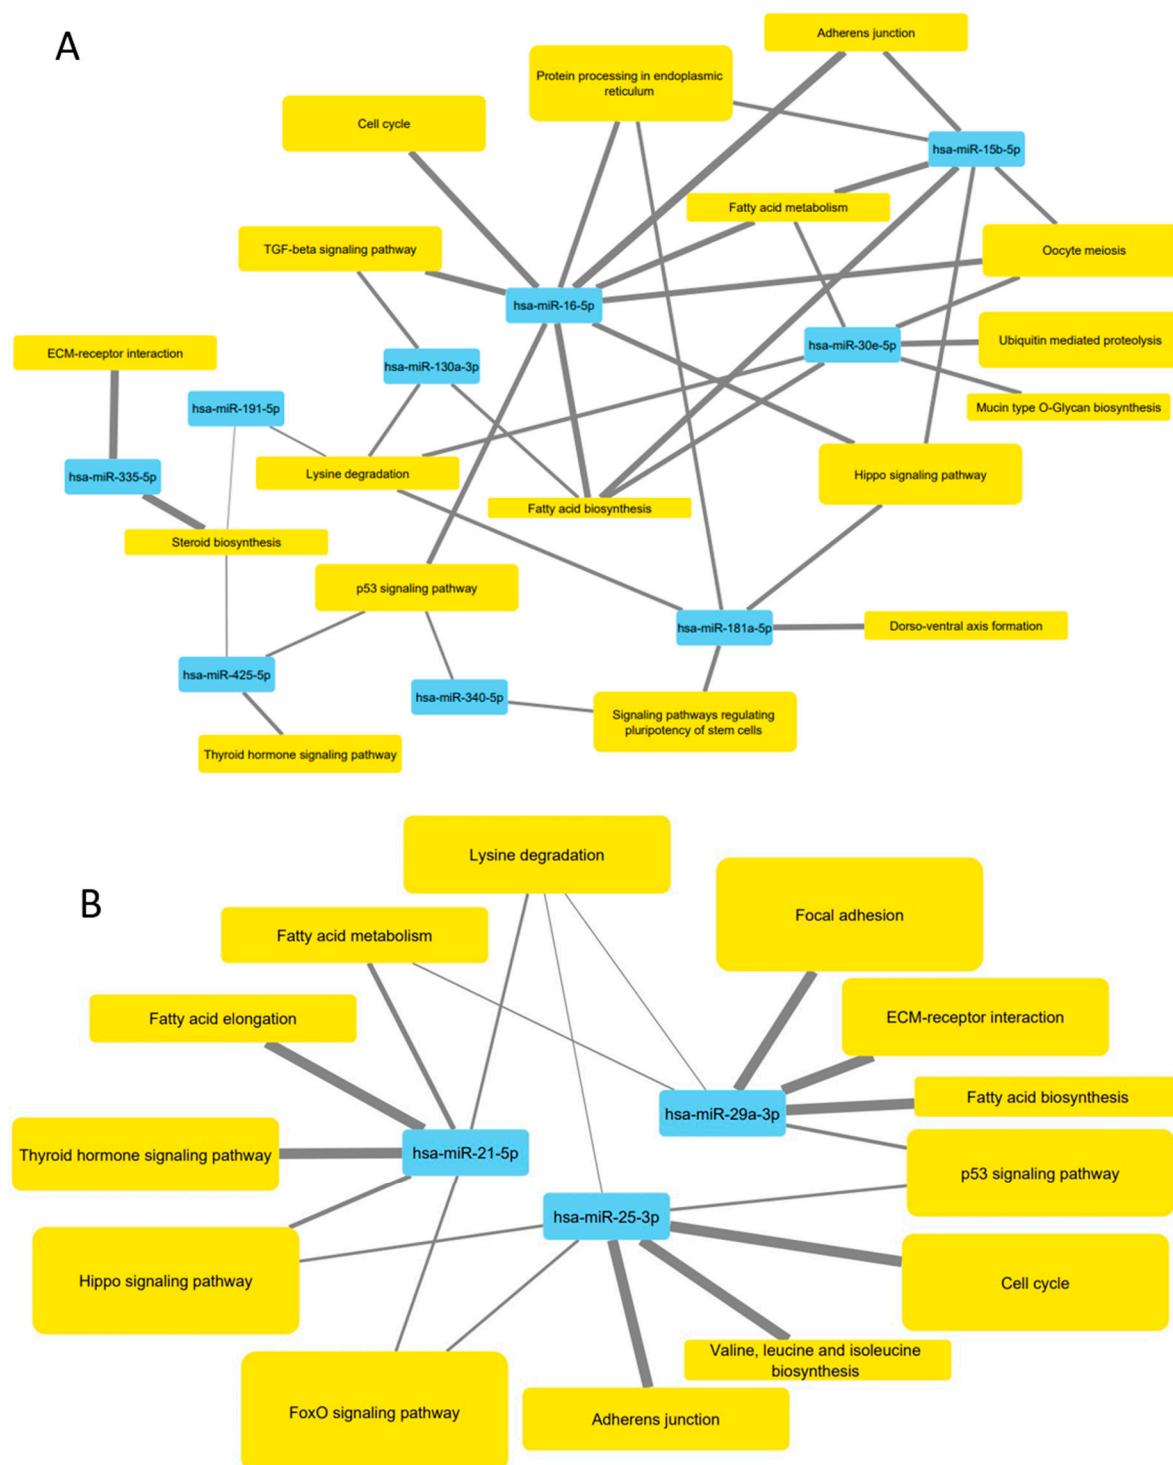 A
Adherens junction
Protein processing in endoplasmic
reticulum
Cell cycle
hsa-miR-15b-5p
Fatty acid metabolism
TGF-beta signaling pathway
Oocyte meiosis
hsa-miR-16-5p
Ubiquitin mediated proteolysis
hsa-miR-30e-5p
ECM-receptor interaction
hsa-miR-130a-3p
hsa-miR-191-5p
Mucin type O-Glycan biosynthesis
hsa-miR-335-5p
Lysine degradation
Hippo signaling pathway
Fatty acid biosynthesis
Steroid biosynthesis
p53 signaling pathway
hsa-miR-181a-5p
Dorso-ventral axis formation
hsa-miR-425-5p
hsa-miR-340-5p
Signaling pathways regulating
pluripotency of stem cells
Thyroid hormone signaling pathway
B
Lysine degradation
Focal adhesion
Fatty acid metabolism
Fatty acid elongation
ECM-receptor interaction
Fatty acid biosynthesis
hsa-miR-29a-3p
Thyroid hormone signaling pathway
hsa-miR-21-5p
p53 signaling pathway
hsa-miR-25-3p
Hippo signaling pathway
Cell cycle
Valine, leucine and isoleucine
biosynthesis
FoxO signaling pathway
Adherens junction